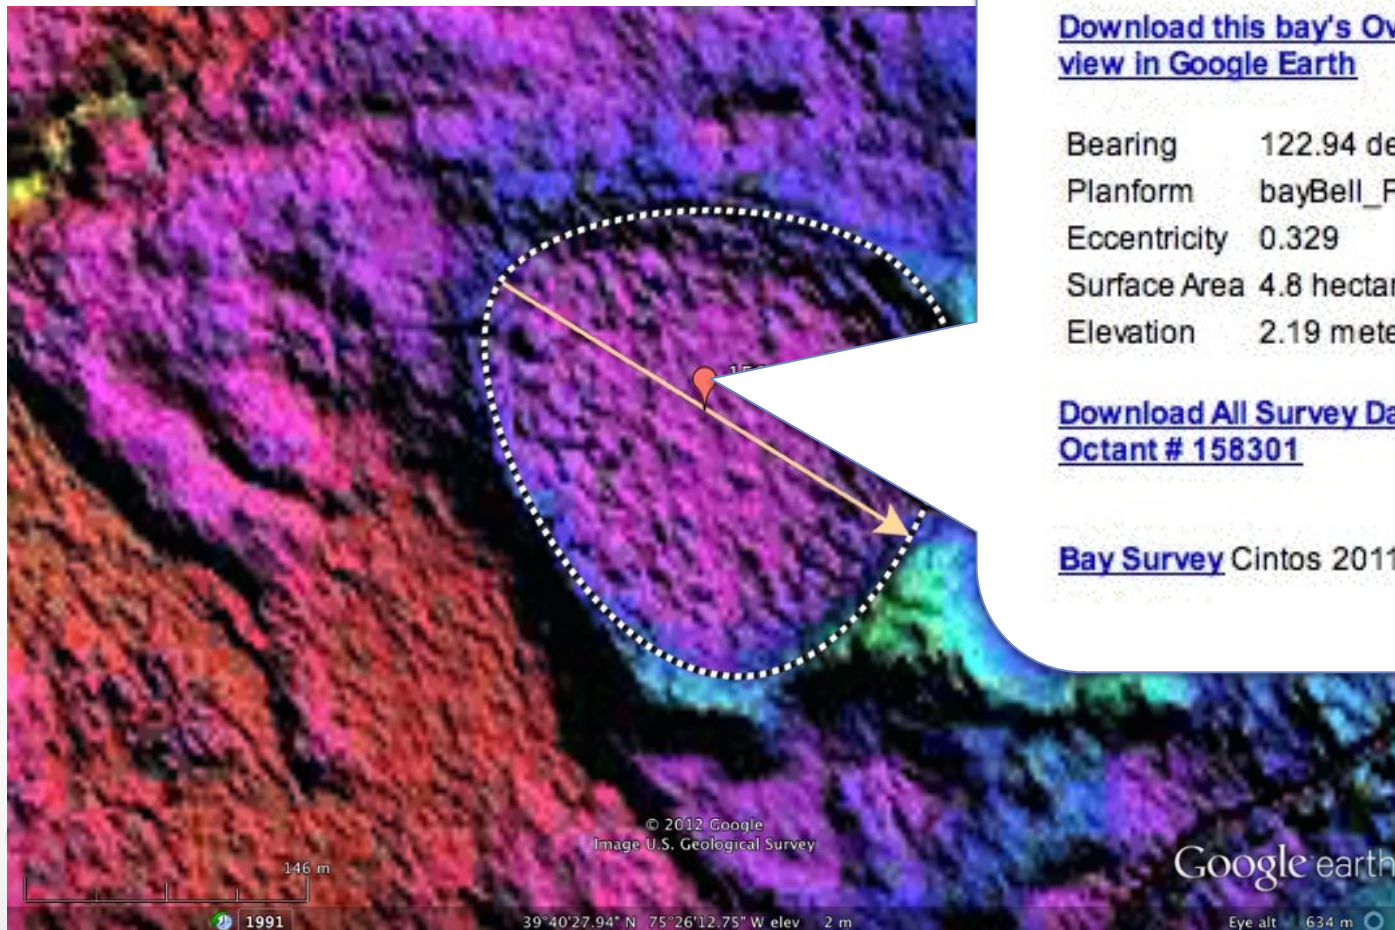 Download this bay's Ov
view in Google Earth
Bearing 122.94 de
Planform bayBell_F
Eccentricity 0.329
Surface Area 4.8 hectar
Elevation 2.19 mete
Download All Survey Da
Octant # 158301
Bay Survey Cintos 2011
© 2012 Google
Image U.S. Geological Survey
Google earth
146 m
1991
39°40'27.94" N 75°26'12.75" W elev 2 m
Eye alt 634 m